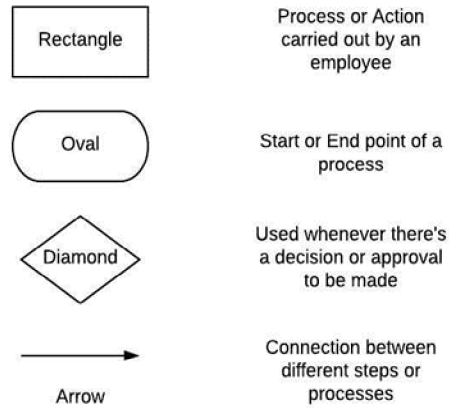 Rectangle
Process or Action
carried out by an
employee
Oval
Start or End point of a
process
Diamond
Used whenever there's
a decision or approval
to be made
Arrow
Connection between
different steps or
processes